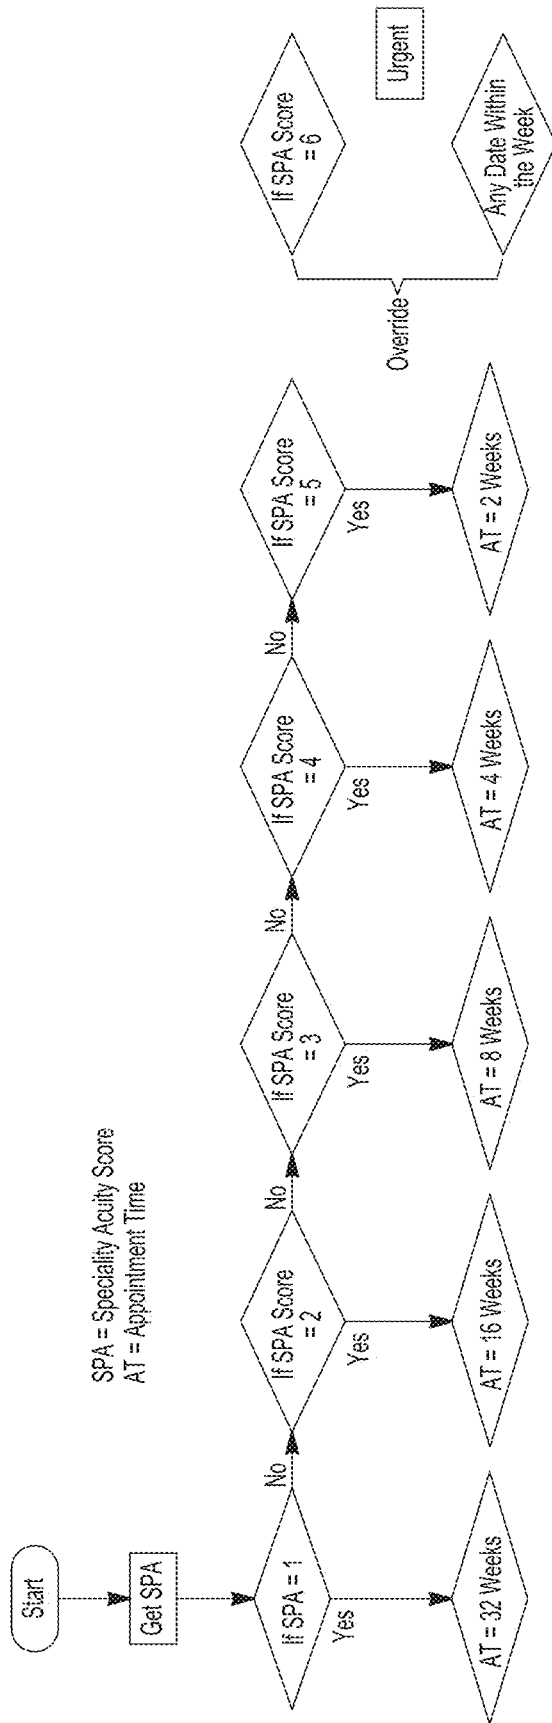 Start
Get SPA
SPA = Speciality Acuity Score
AT = Appointment Time
If SPA = 1
No
Yes
AT = 32 Weeks
If SPA Score
= 2
No
Yes
AT = 16 Weeks
If SPA Score
= 3
No
Yes
AT = 8 Weeks
If SPA Score
= 4
No
Yes
AT = 4 Weeks
If SPA Score
= 5
Yes
AT = 2 Weeks
Override
If SPA Score
= 6
Urgent
Any Date Within
the Week